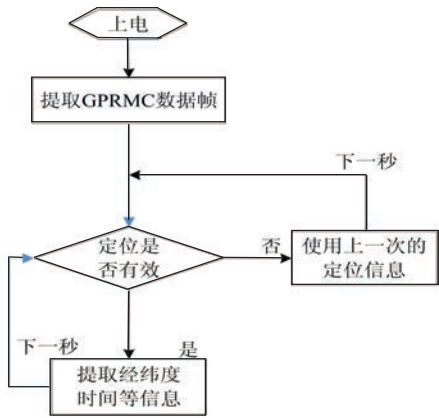 上电
提取GPRMC数据帧
下一秒
定位是
否有效
否
使用上一次的
定位信息
下一秒
是
提取经纬度
时间等信息